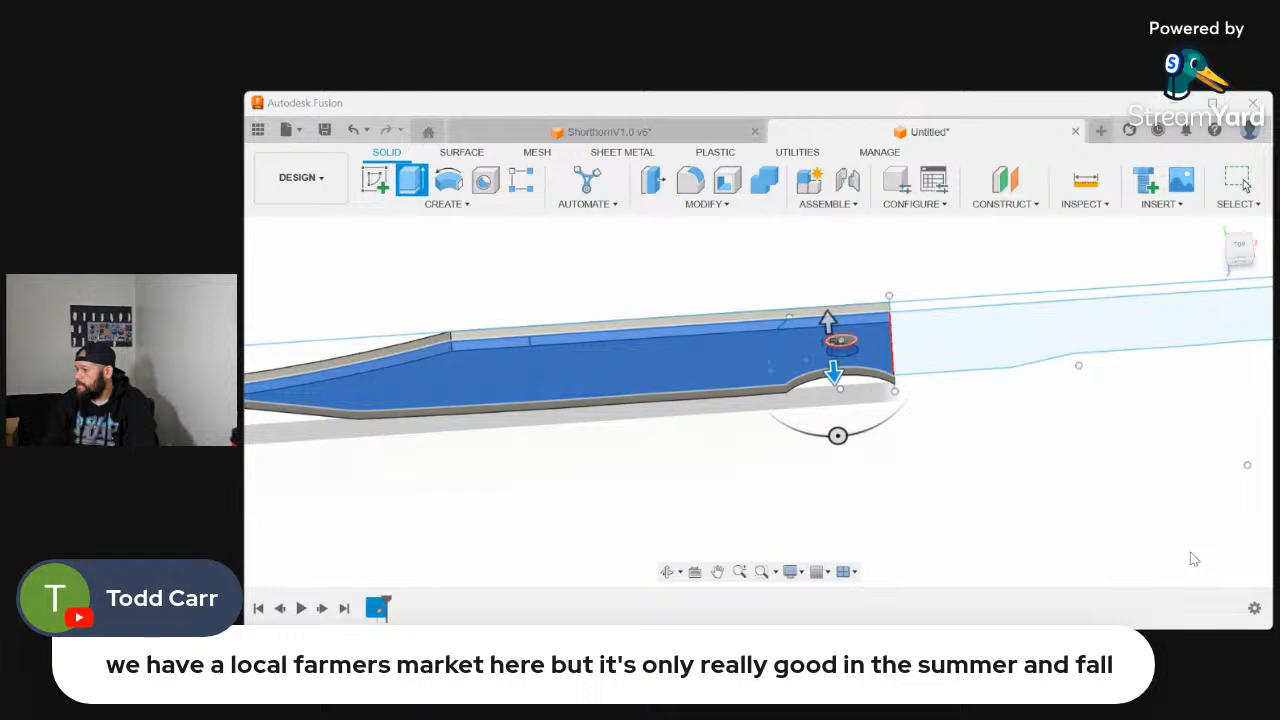 Powered by
S
StreamYard
Autodesk Fusion
ShorthornV1.0 v6*
Untitled*
DESIGN
SOLID
SURFACE
MESH
SHEET METAL
PLASTIC
UTILITIES
MANAGE
CREATE
AUTOMATE
MODIFY
ASSEMBLE
CONFIGURE
CONSTRUCT
INSPECT
INSERT
SELECT
TOP
T
Todd Carr
we have a local farmers market here but it's only really good in the summer and fall